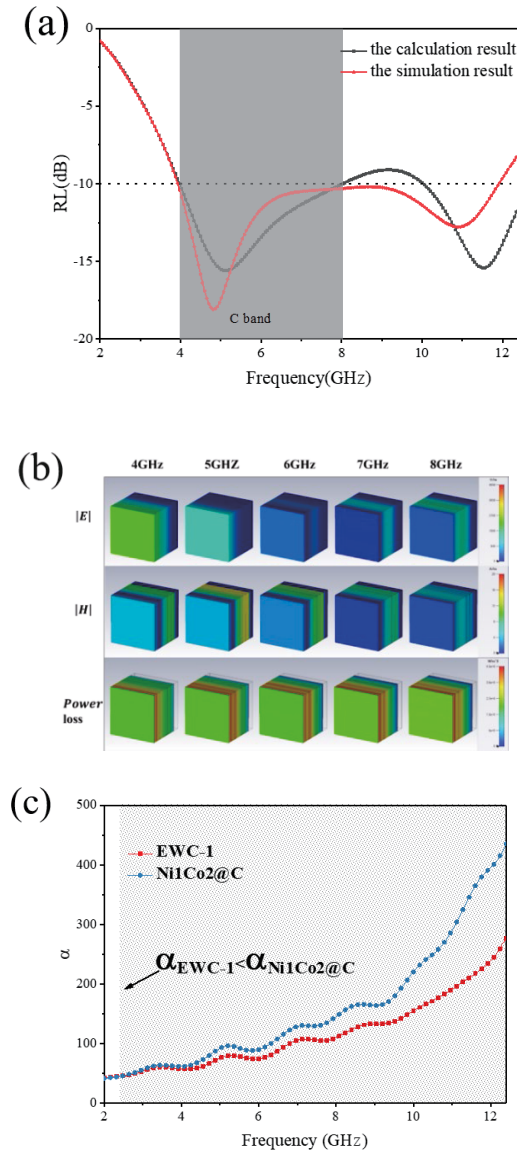 (a)
0
-5
-10
-15
-20
RL(dB)
the calculation result
the simulation result
C band
2 4 6 8 10 12
Frequency(GHz)
(b)
4GHz 5GHZ 6GHz 7GHz 8GHz
|E|
|H|
Power
loss
(c)
500
400
300
200
100
0
α
EWC-1
Ni1Co2@C
αEWC-1<αNi1Co2@C
2 4 6 8 10 12
Frequency (GHz)